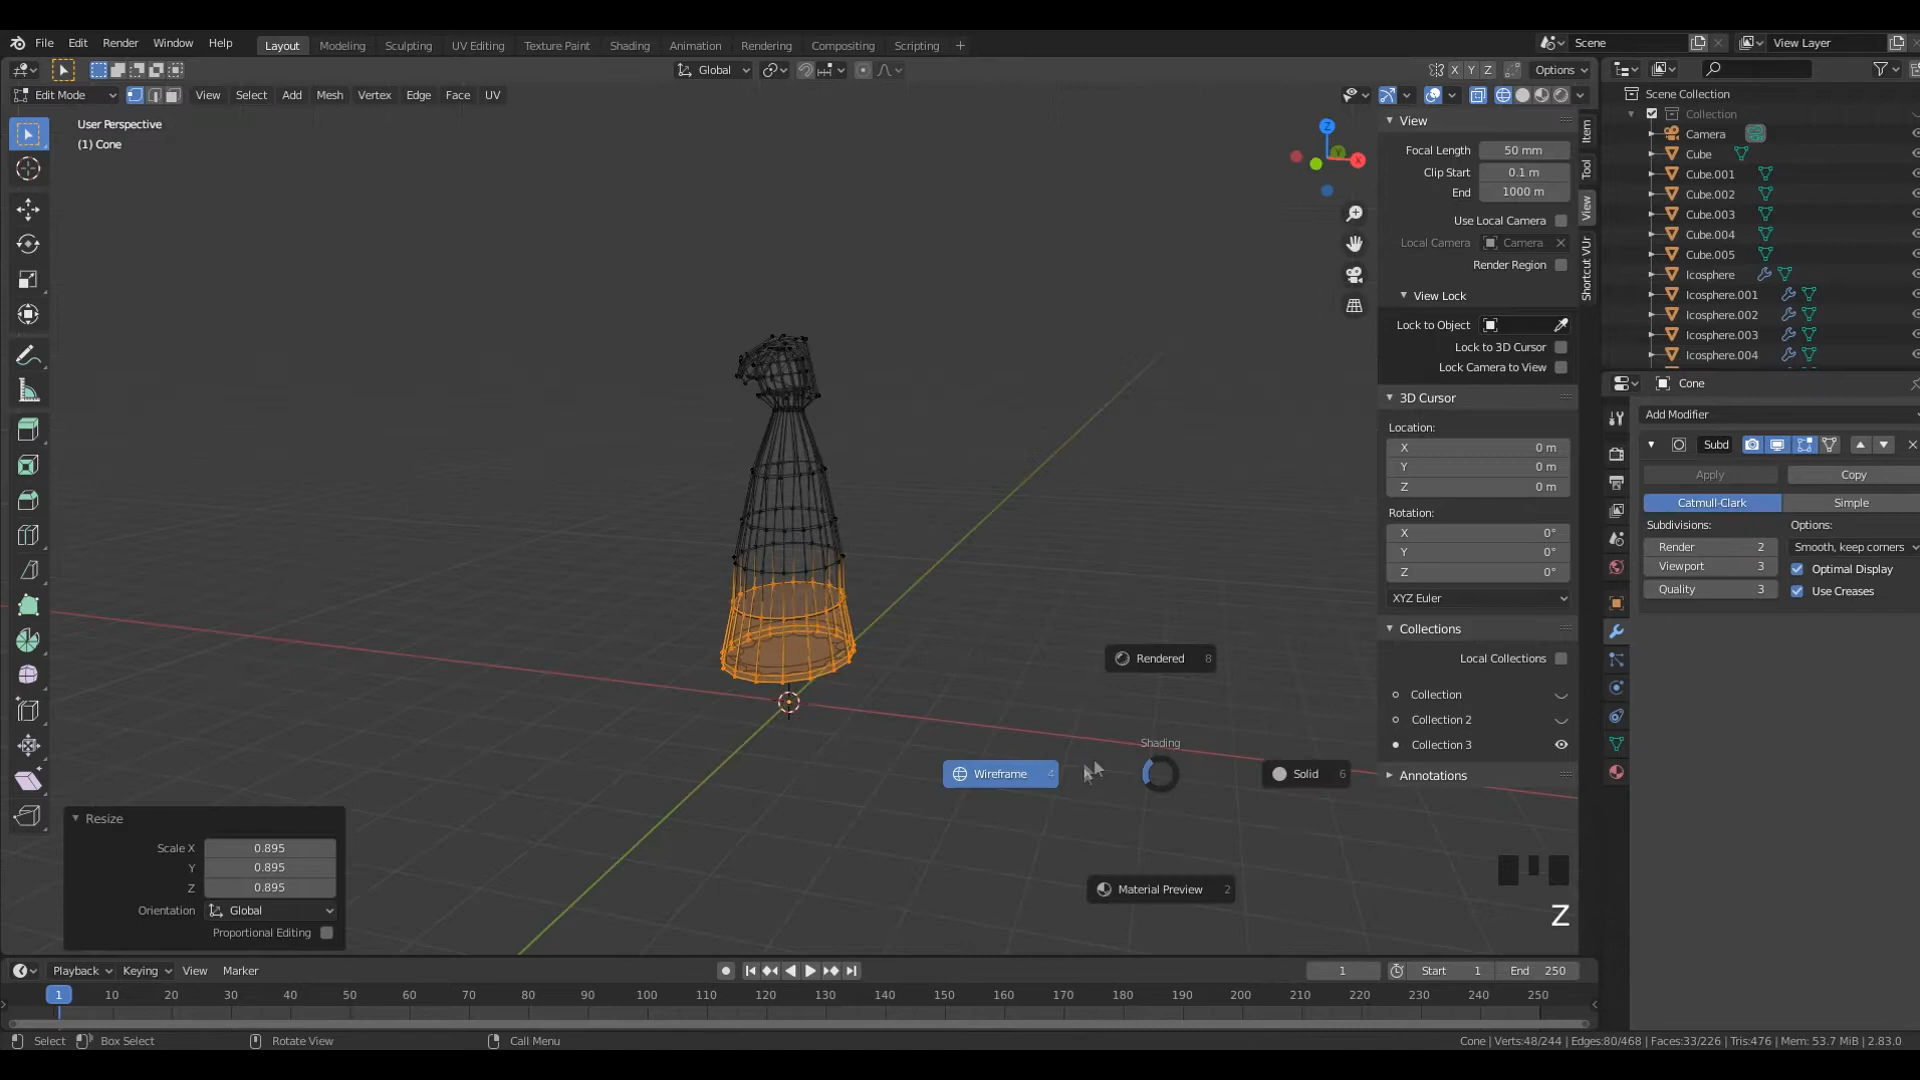 File Edit Render Window Help Layout Modeling Sculpting UV Editing Texture Paint Shading Animation Rendering Compositing Scripting + Scene View Layer
Global X Y Z Options
Edit Mode View Select Add Mesh Vertex Edge Face UV
User Perspective
(1) Cone
Z
X
Y
View
Focal Length 50 mm
Clip Start 0.1 m
End 1000 m
Use Local Camera
Local Camera Camera
Render Region
View Lock
Lock to Object
Lock to 3D Cursor
Lock Camera to View
3D Cursor
Location:
X 0 m
Y 0 m
Z 0 m
Rotation:
X 0°
Y 0°
Z 0°
XYZ Euler
Collections
Local Collections
Collection
Collection 2
Collection 3
Annotations
Item
Tool
View
Shortcut VUr
Scene Collection
Collection
Camera
Cube
Cube.001
Cube.002
Cube.003
Cube.004
Cube.005
Icosphere
Icosphere.001
Icosphere.002
Icosphere.003
Icosphere.004
Cone
Add Modifier
Subd
Apply Copy
Catmull-Clark Simple
Subdivisions: Options:
Render 2 Smooth, keep corners
Viewport 3 Optimal Display
Quality 3 Use Creases
Rendered 8
Shading
Wireframe 4 Solid 6
Material Preview 2
Z
Resize
Scale X 0.895
Y 0.895
Z 0.895
Orientation Global
Proportional Editing
Playback Keying View Marker 1 Start 1 End 250
1 10 20 30 40 50 60 70 80 90 100 110 120 130 140 150 160 170 180 190 200 210 220 230 240 250
Select Box Select Rotate View Call Menu Cone | Verts:48/244 | Edges:80/468 | Faces:33/226 | Tris:476 | Mem: 53.7 MiB | 2.83.0